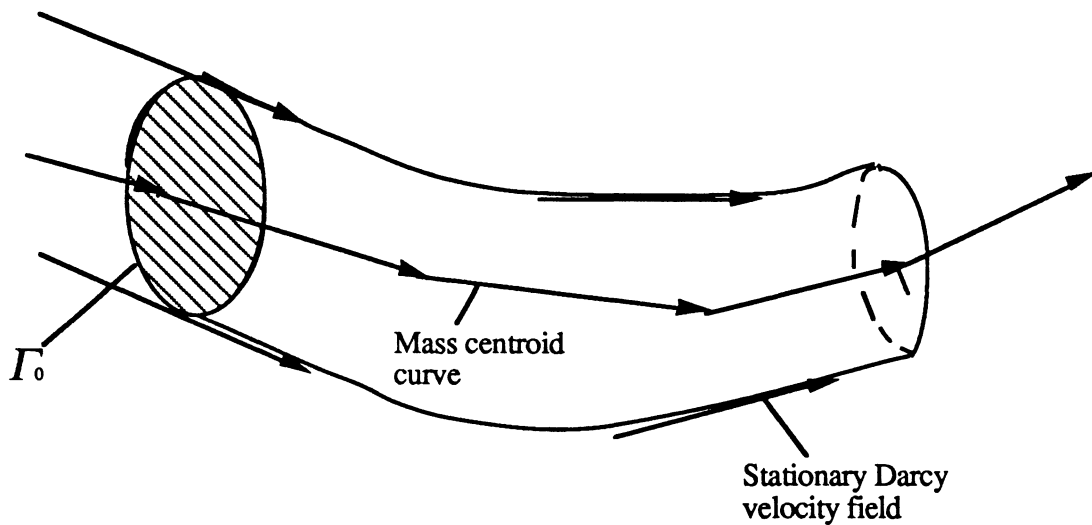 Γ₀
Mass centroid
curve
Stationary Darcy
velocity field